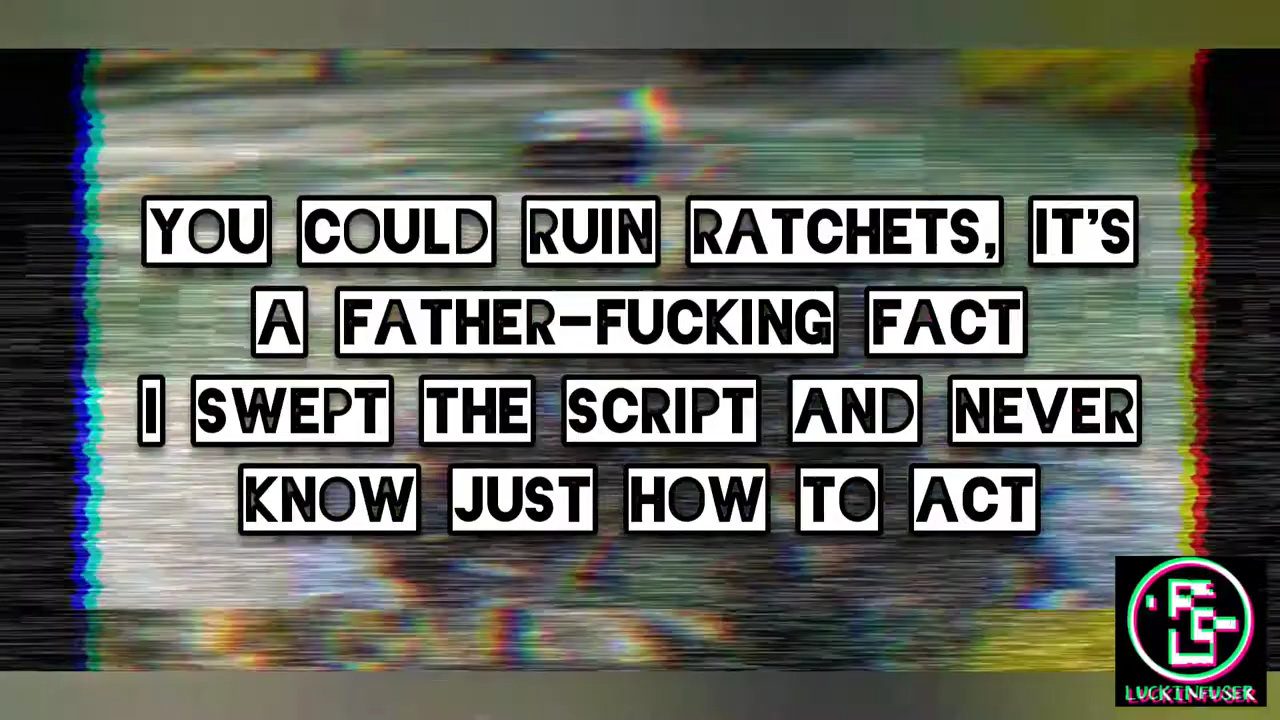 YOU COULD RUIN RATCHETS, IT'S
A FATHER-FUCKING FACT
I SWEPT THE SCRIPT AND NEVER
KNOW JUST HOW TO ACT
LUCKINFUSER